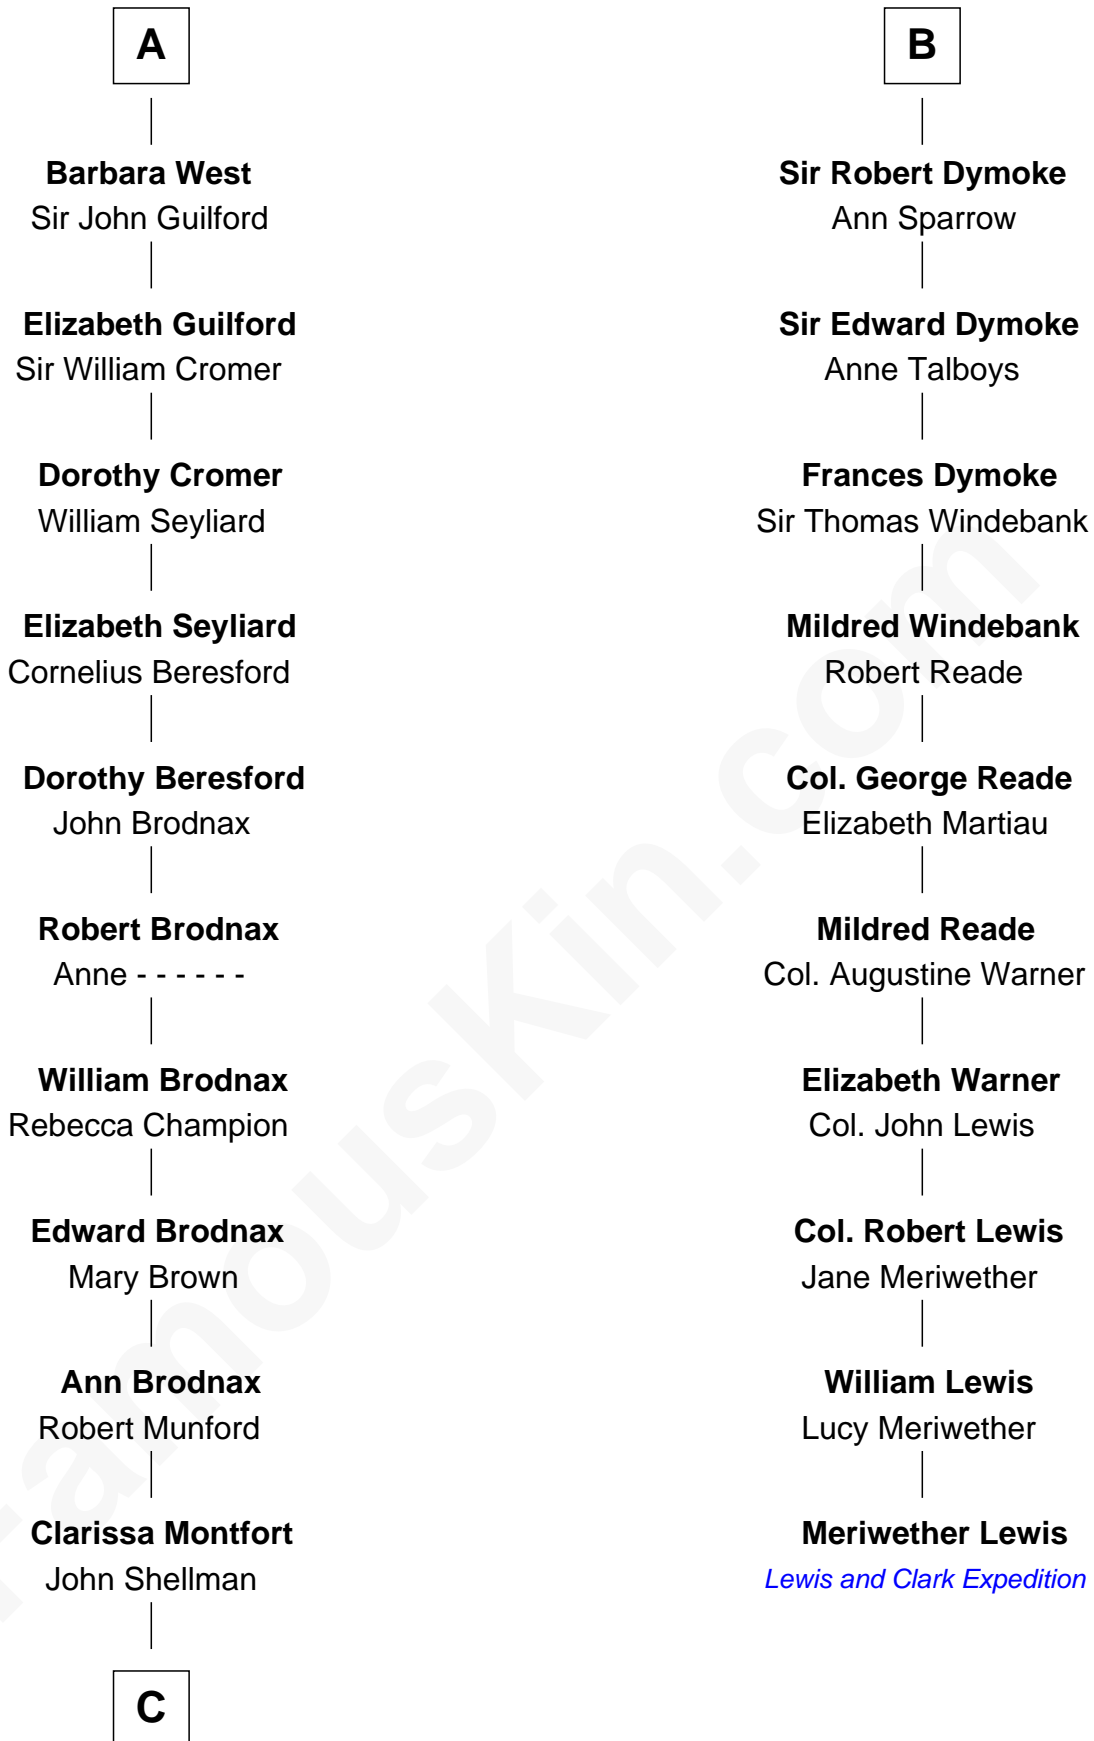 A
Barbara West
Sir John Guilford
Elizabeth Guilford
Sir William Cromer
Dorothy Cromer
William Seyliard
Elizabeth Seyliard
Cornelius Beresford
Dorothy Beresford
John Brodnax
Robert Brodnax
Anne - - - - - -
William Brodnax
Rebecca Champion
Edward Brodnax
Mary Brown
Ann Brodnax
Robert Munford
Clarissa Montfort
John Shellman
C
B
Sir Robert Dymoke
Ann Sparrow
Sir Edward Dymoke
Anne Talboys
Frances Dymoke
Sir Thomas Windebank
Mildred Windebank
Robert Reade
Col. George Reade
Elizabeth Martiau
Mildred Reade
Col. Augustine Warner
Elizabeth Warner
Col. John Lewis
Col. Robert Lewis
Jane Meriwether
William Lewis
Lucy Meriwether
Meriwether Lewis
Lewis and Clark Expedition
FamousKin.com